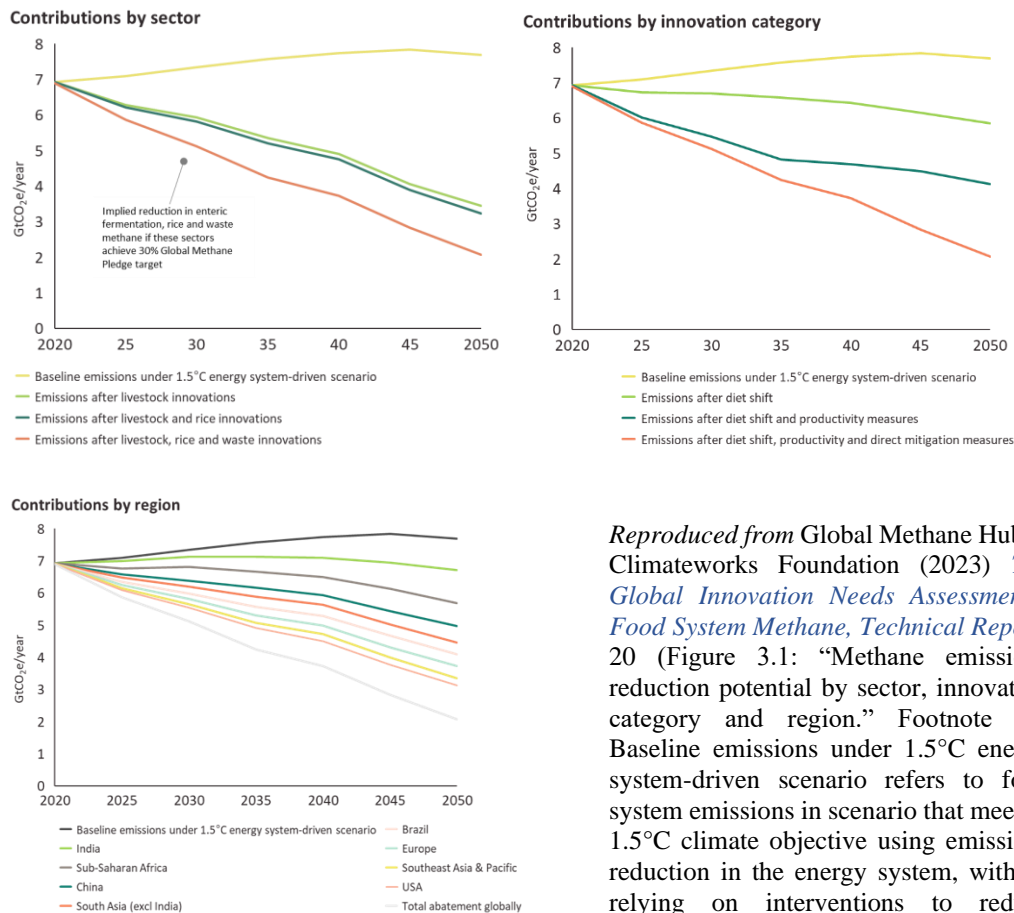 Contributions by sector
8
7
6
5
4
3
2
1
0
GtCO2e/year
Implied reduction in enteric
fermentation, rice and waste
methane if these sectors
achieve 30% Global Methane
Pledge target
2020 25 30 35 40 45 2050
Baseline emissions under 1.5°C energy system-driven scenario
Emissions after livestock innovations
Emissions after livestock and rice innovations
Emissions after livestock, rice and waste innovations
Contributions by innovation category
8
7
6
5
4
3
2
1
0
GtCO2e/year
2020 25 30 35 40 45 2050
Baseline emissions under 1.5°C energy system-driven scenario
Emissions after diet shift
Emissions after diet shift and productivity measures
Emissions after diet shift, productivity and direct mitigation measures
Contributions by region
8
7
6
5
4
3
2
1
0
GtCO2e/year
2020 2025 2030 2035 2040 2045 2050
Baseline emissions under 1.5°C energy system-driven scenario
India
Sub-Saharan Africa
China
South Asia (excl India)
Brazil
Europe
Southeast Asia & Pacific
USA
Total abatement globally
Reproduced from Global Methane Hub
Climateworks Foundation (2023)
Global Innovation Needs
Food System Methane, Technical
20 (Figure 3.1: “Methane
reduction potential by sector,
category and region.” Footnote
Baseline emissions under 1.5°C
system-driven scenario refers to
system emissions in scenario that
1.5°C climate objective using
reduction in the energy system,
relying on interventions to